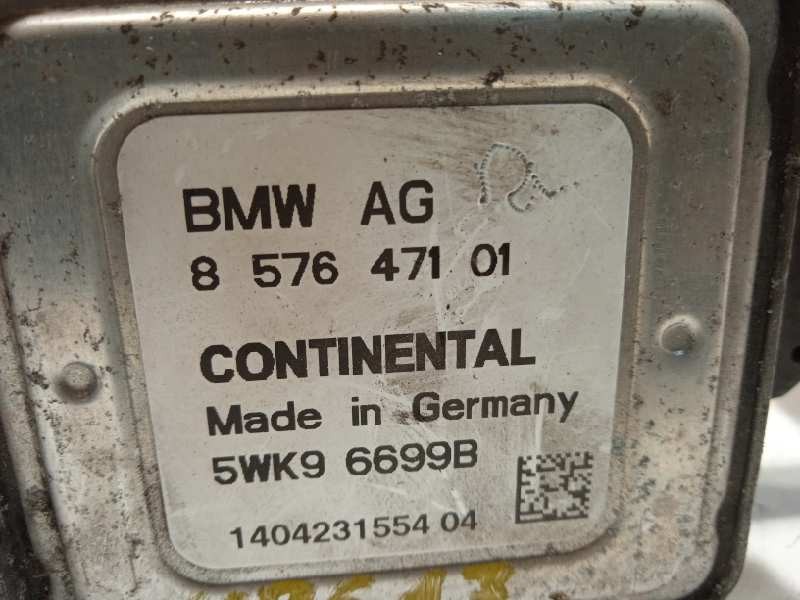 BMW AG
8 576 471 01
CONTINENTAL
Made in Germany
5WK9 6699B
1404231554 04